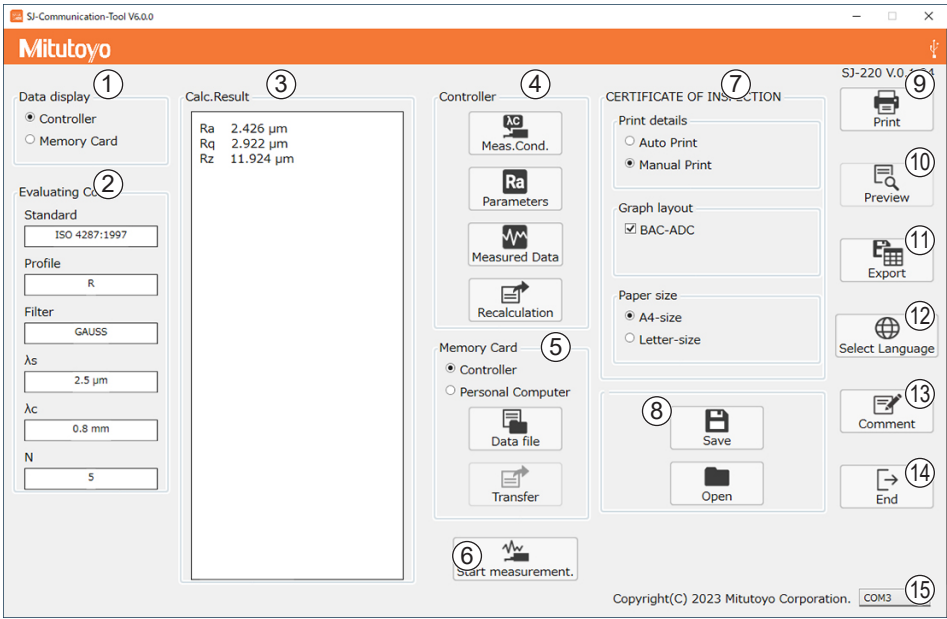 SJ-Communication-Tool V6.0.0
Mitutoyo
SJ-220 V.0.
① Data display
Controller
Memory Card
② Evaluating
Standard
ISO 4287:1997
Profile
R
Filter
GAUSS
λs
2.5 μm
λc
0.8 mm
N
5
③ Calc.Result
Ra 2.426 μm
Rq 2.922 μm
Rz 11.924 μm
④ Controller
λC
Meas.Cond.
Ra
Parameters
Measured Data
Recalculation
⑤ Memory Card
Controller
Personal Computer
Data file
Transfer
⑥ Start measurement.
⑦ CERTIFICATE OF INSPECTION
Print details
Auto Print
Manual Print
Graph layout
BAC-ADC
Paper size
A4-size
Letter-size
⑧ Save
Open
⑨ Print
⑩ Preview
⑪ Export
⑫ Select Language
⑬ Comment
⑭ End
Copyright(C) 2023 Mitutoyo Corporation.
COM3 ⑮